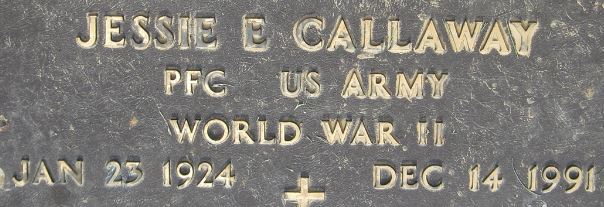 JESSIE E CALLAWAY
PFC US ARMY
WORLD WAR II
JAN 23 1924 DEC 14 1991